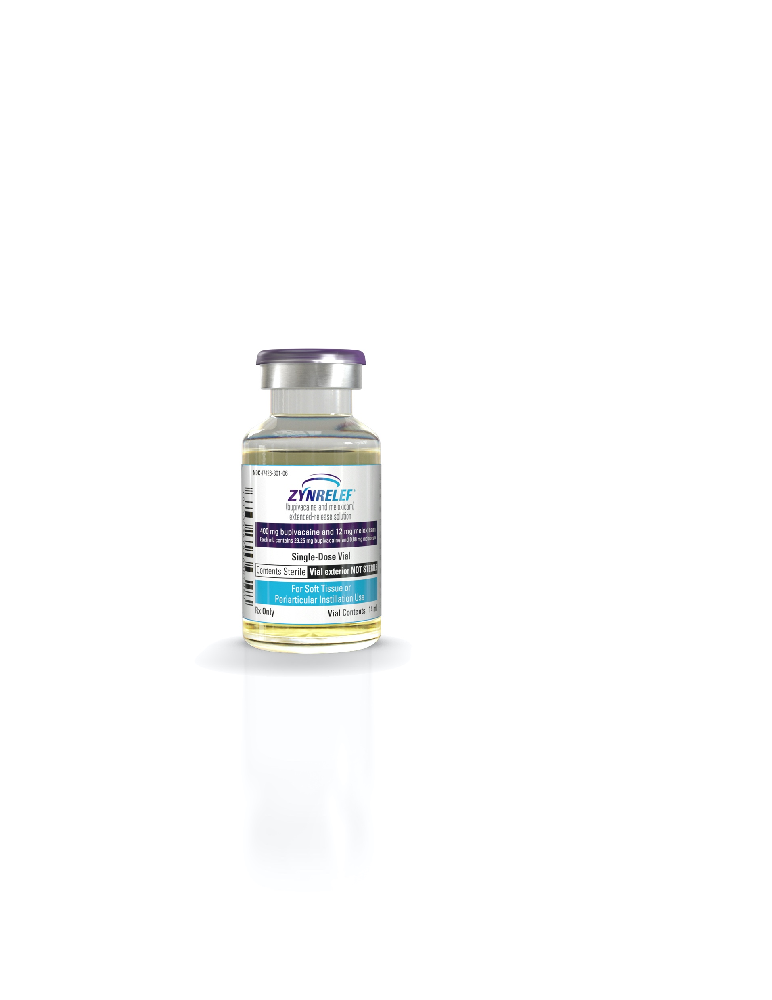 NDC 47426-301-06
ZYNRELEF®
(bupivacaine and meloxicam)
extended-release solution
400 mg bupivacaine and 12 mg meloxicam
Each mL contains 29.25 mg bupivacaine and 0.88 mg meloxicam
Single-Dose Vial
Contents Sterile Vial exterior NOT STERILE
For Soft Tissue or
Periarticular Instillation Use
Rx Only Vial Contents: 14 mL